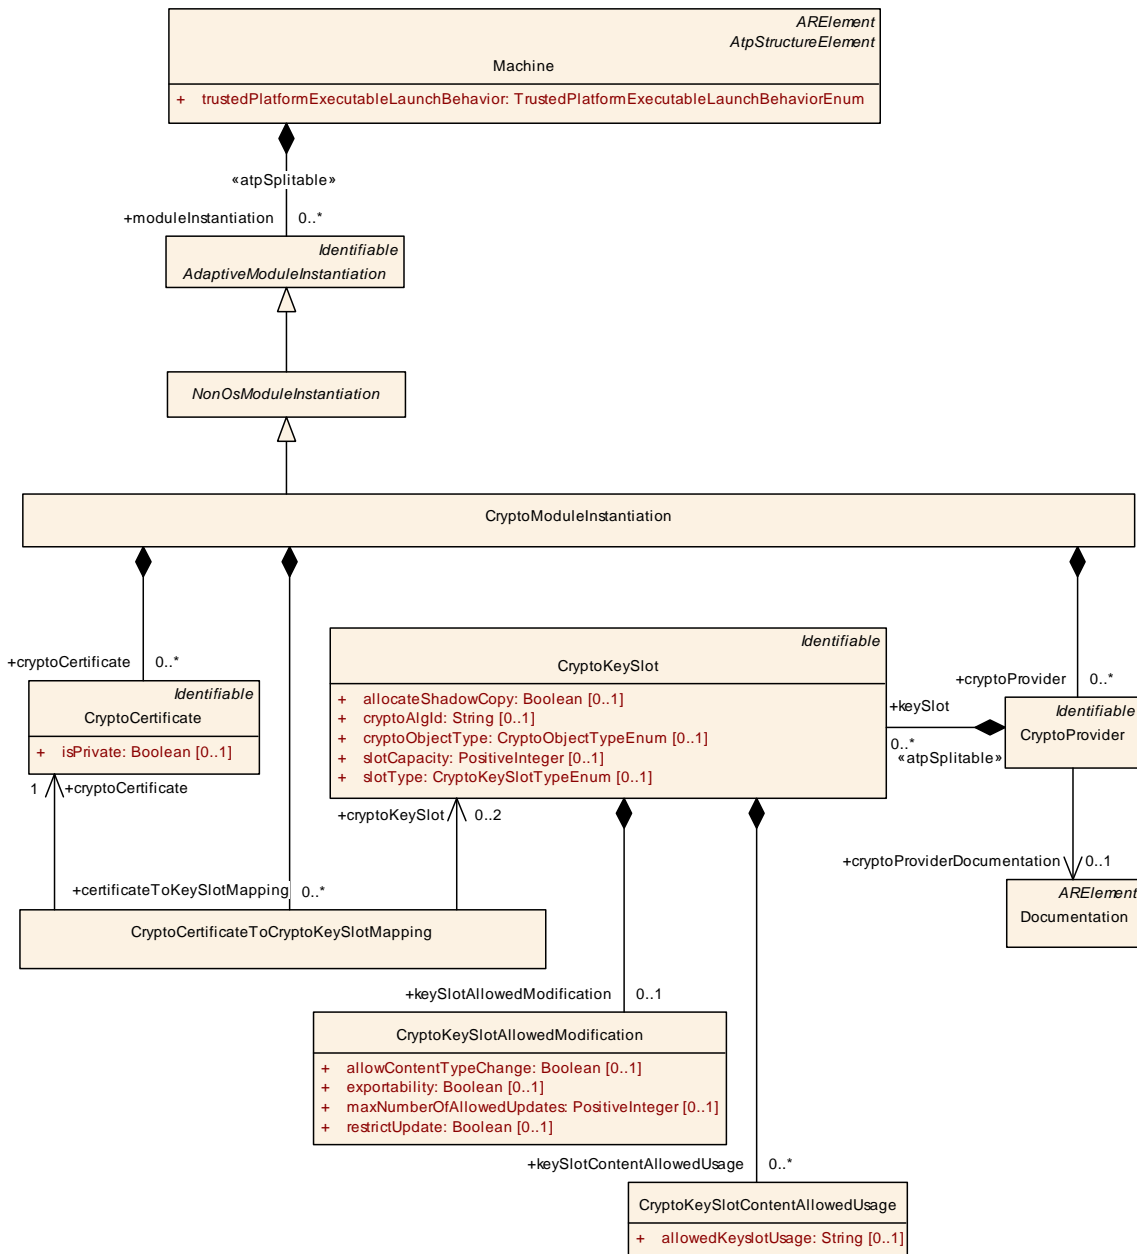 ARElement
AtpStructureElement
Machine
+ trustedPlatformExecutableLaunchBehavior: TrustedPlatformExecutableLaunchBehaviorEnum
«atpSplitable»
+moduleInstantiation 0..*
Identifiable
AdaptiveModuleInstantiation
NonOsModuleInstantiation
CryptoModuleInstantiation
+cryptoCertificate 0..*
Identifiable
CryptoCertificate
+ isPrivate: Boolean [0..1]
1 +cryptoCertificate
Identifiable
CryptoKeySlot
+ allocateShadowCopy: Boolean [0..1]
+ cryptoAlgId: String [0..1]
+ cryptoObjectType: CryptoObjectTypeEnum [0..1]
+ slotCapacity: PositiveInteger [0..1]
+ slotType: CryptoKeySlotTypeEnum [0..1]
+cryptoProvider 0..*
+keySlot
0..*
«atpSplitable»
Identifiable
CryptoProvider
+cryptoKeySlot 0..2
+cryptoProviderDocumentation 0..1
ARElement
Documentation
+certificateToKeySlotMapping 0..*
CryptoCertificateToCryptoKeySlotMapping
+keySlotAllowedModification 0..1
CryptoKeySlotAllowedModification
+ allowContentTypeChange: Boolean [0..1]
+ exportability: Boolean [0..1]
+ maxNumberOfAllowedUpdates: PositiveInteger [0..1]
+ restrictUpdate: Boolean [0..1]
+keySlotContentAllowedUsage 0..*
CryptoKeySlotContentAllowedUsage
+ allowedKeyslotUsage: String [0..1]